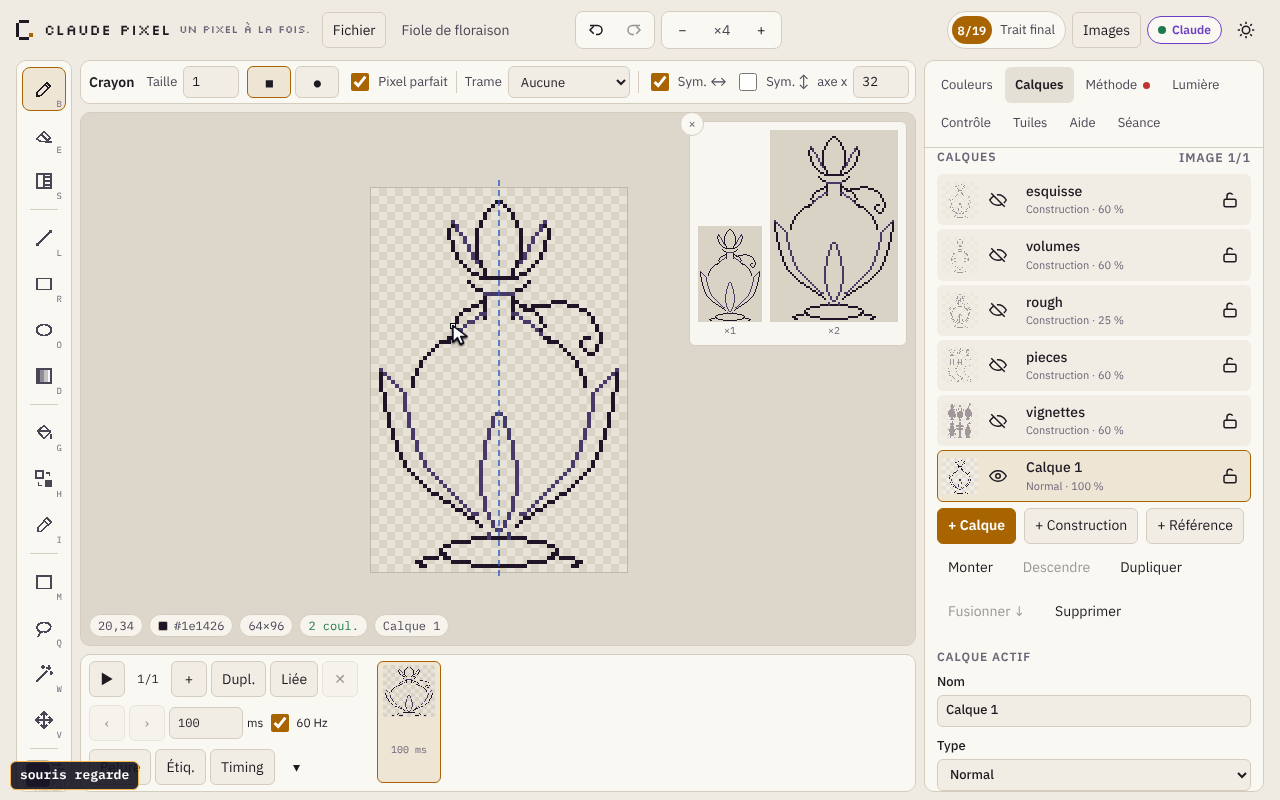 CLAUDE PIXEL UN PIXEL À LA FOIS. Fichier Fiole de floraison − ×4 + 8/19 Trait final Images Claude
Crayon Taille 1 Pixel parfait Trame Aucune Sym. ↔ Sym. ↕ axe x 32
B
E
S
L
R
O
D
G
H
I
M
Q
W
V
×
×1 ×2
20,34 #1e1426 64×96 2 coul. Calque 1
1/1 + Dupl. Liée ×
‹ › 100 ms 60 Hz
Étiq. Timing ▼
100 ms
souris regarde
Couleurs Calques Méthode Lumière
Contrôle Tuiles Aide Séance
CALQUES IMAGE 1/1
esquisse
Construction · 60 %
volumes
Construction · 60 %
rough
Construction · 25 %
pieces
Construction · 60 %
vignettes
Construction · 60 %
Calque 1
Normal · 100 %
+ Calque + Construction + Référence
Monter Descendre Dupliquer
Fusionner ↓ Supprimer
CALQUE ACTIF
Nom
Calque 1
Type
Normal